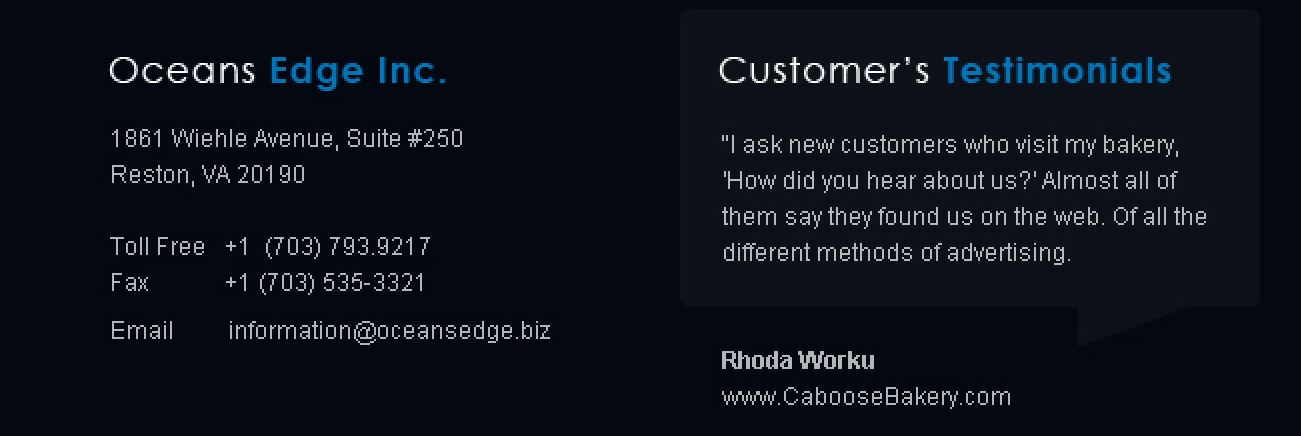 Oceans Edge Inc.
1861 Wiehle Avenue, Suite #250
Reston, VA 20190
Toll Free +1 (703) 793.9217
Fax +1 (703) 535-3321
Email information@oceansedge.biz
Customer's Testimonials
"I ask new customers who visit my bakery,
'How did you hear about us?' Almost all of
them say they found us on the web. Of all the
different methods of advertising.
Rhoda Worku
www.CabooseBakery.com